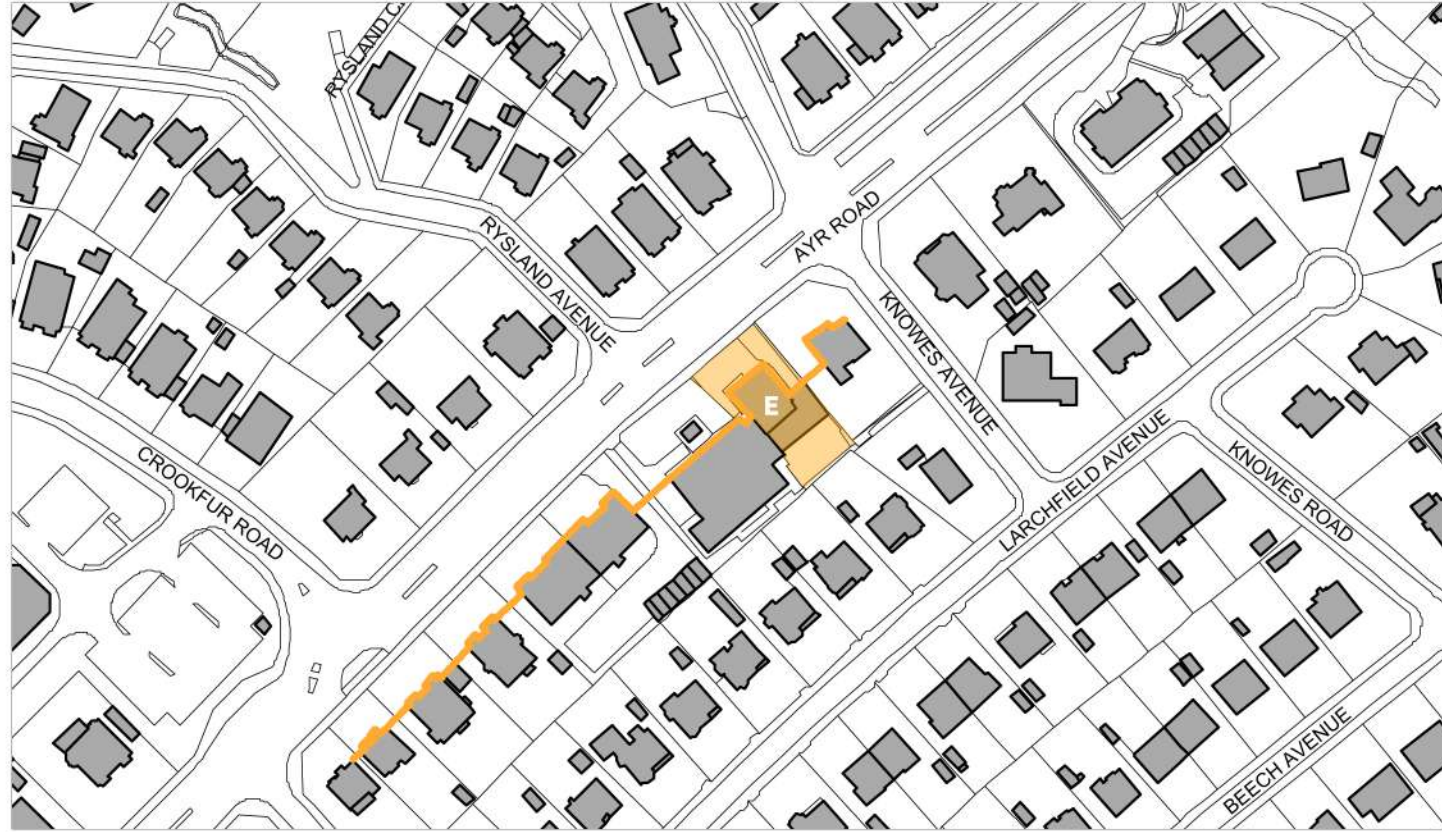 RYSLAND C
AYR ROAD
RYSLAND AVENUE
KNOWES AVENUE
E
CROOKFUR ROAD
LARCHFIELD AVENUE
KNOWES ROAD
BEECH AVENUE